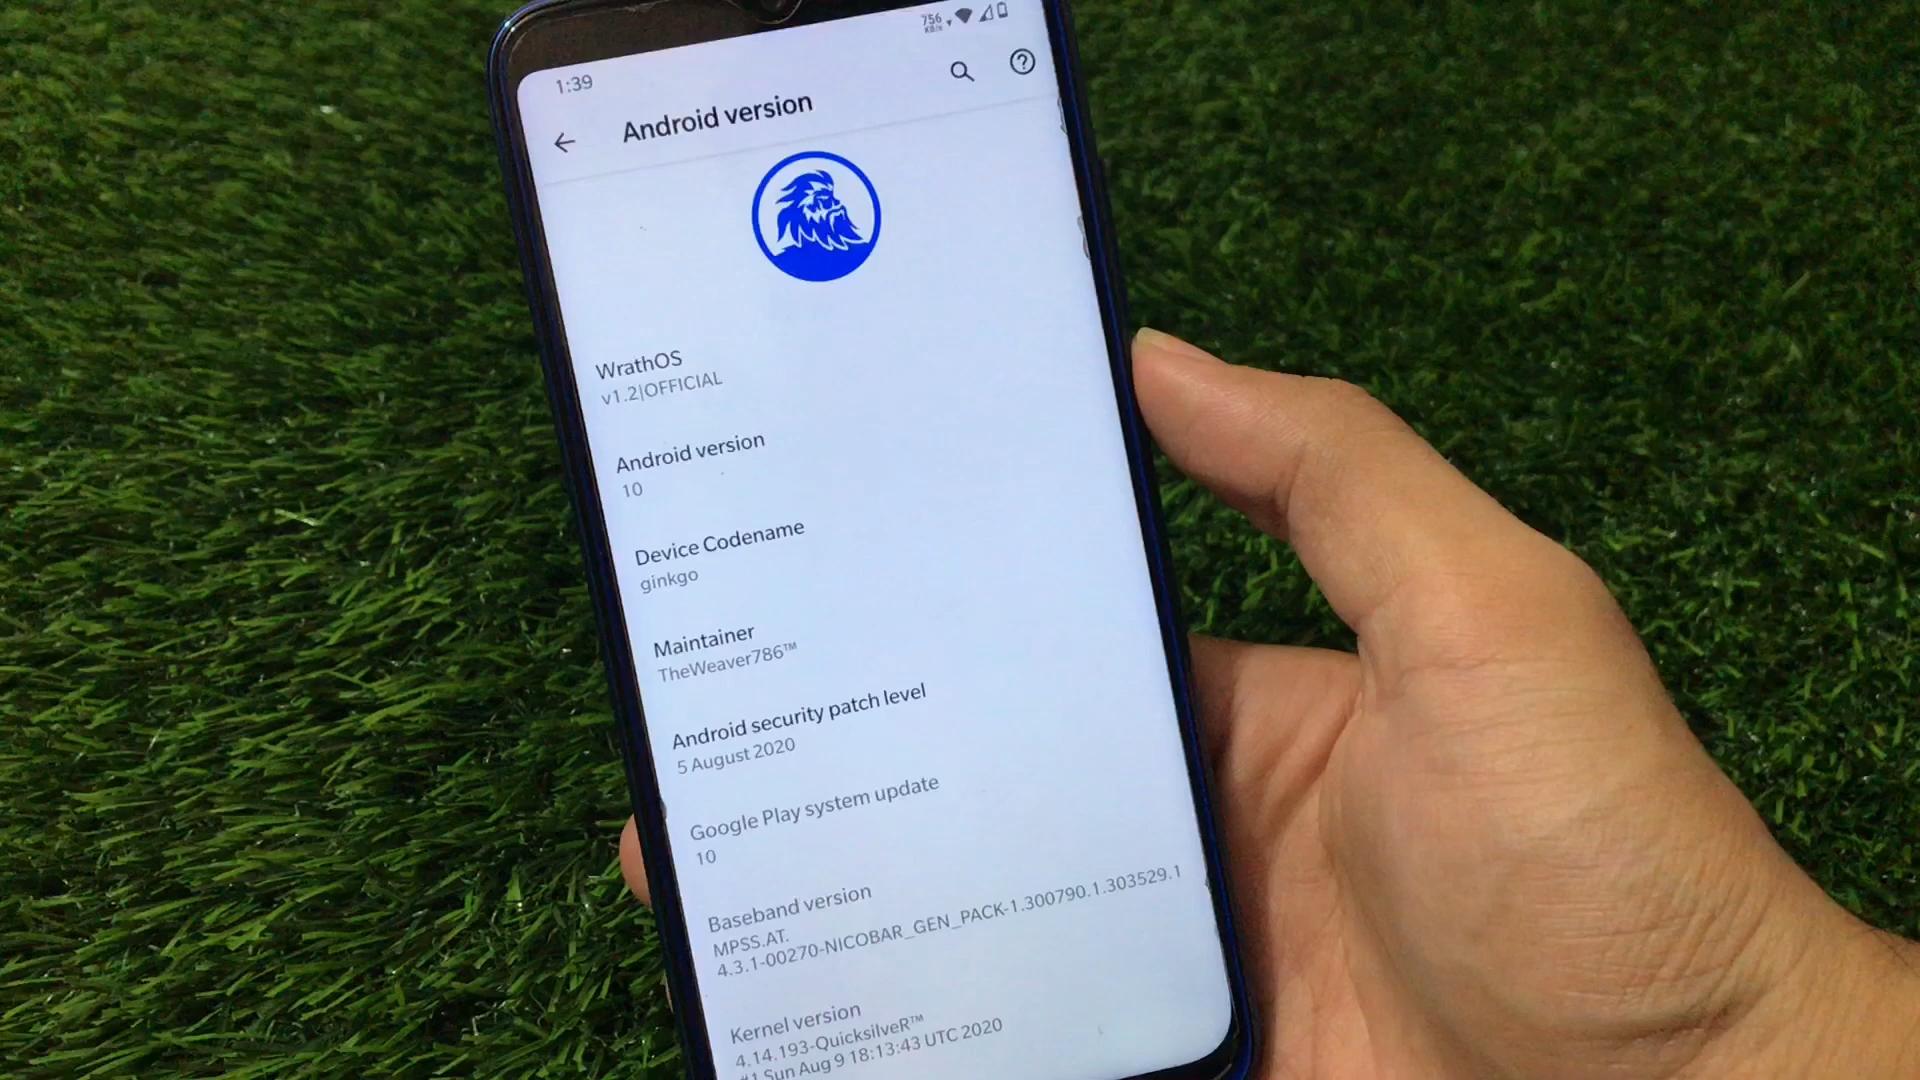 756
KB/s
1:39
Android version
WrathOS
v1.2|OFFICIAL
Android version
10
Device Codename
ginkgo
Maintainer
TheWeaver786™
Android security patch level
5 August 2020
Google Play system update
10
Baseband version
MPSS.AT.
4.3.1-00270-NICOBAR_GEN_PACK-1.300790.1.303529.1
Kernel version
4.14.193-QuicksilveR™
#1 Sun Aug 9 18:13:43 UTC 2020